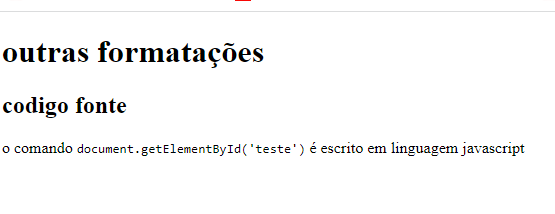 outras formatações
codigo fonte
o comando document.getElementById('teste') é escrito em linguagem javascript